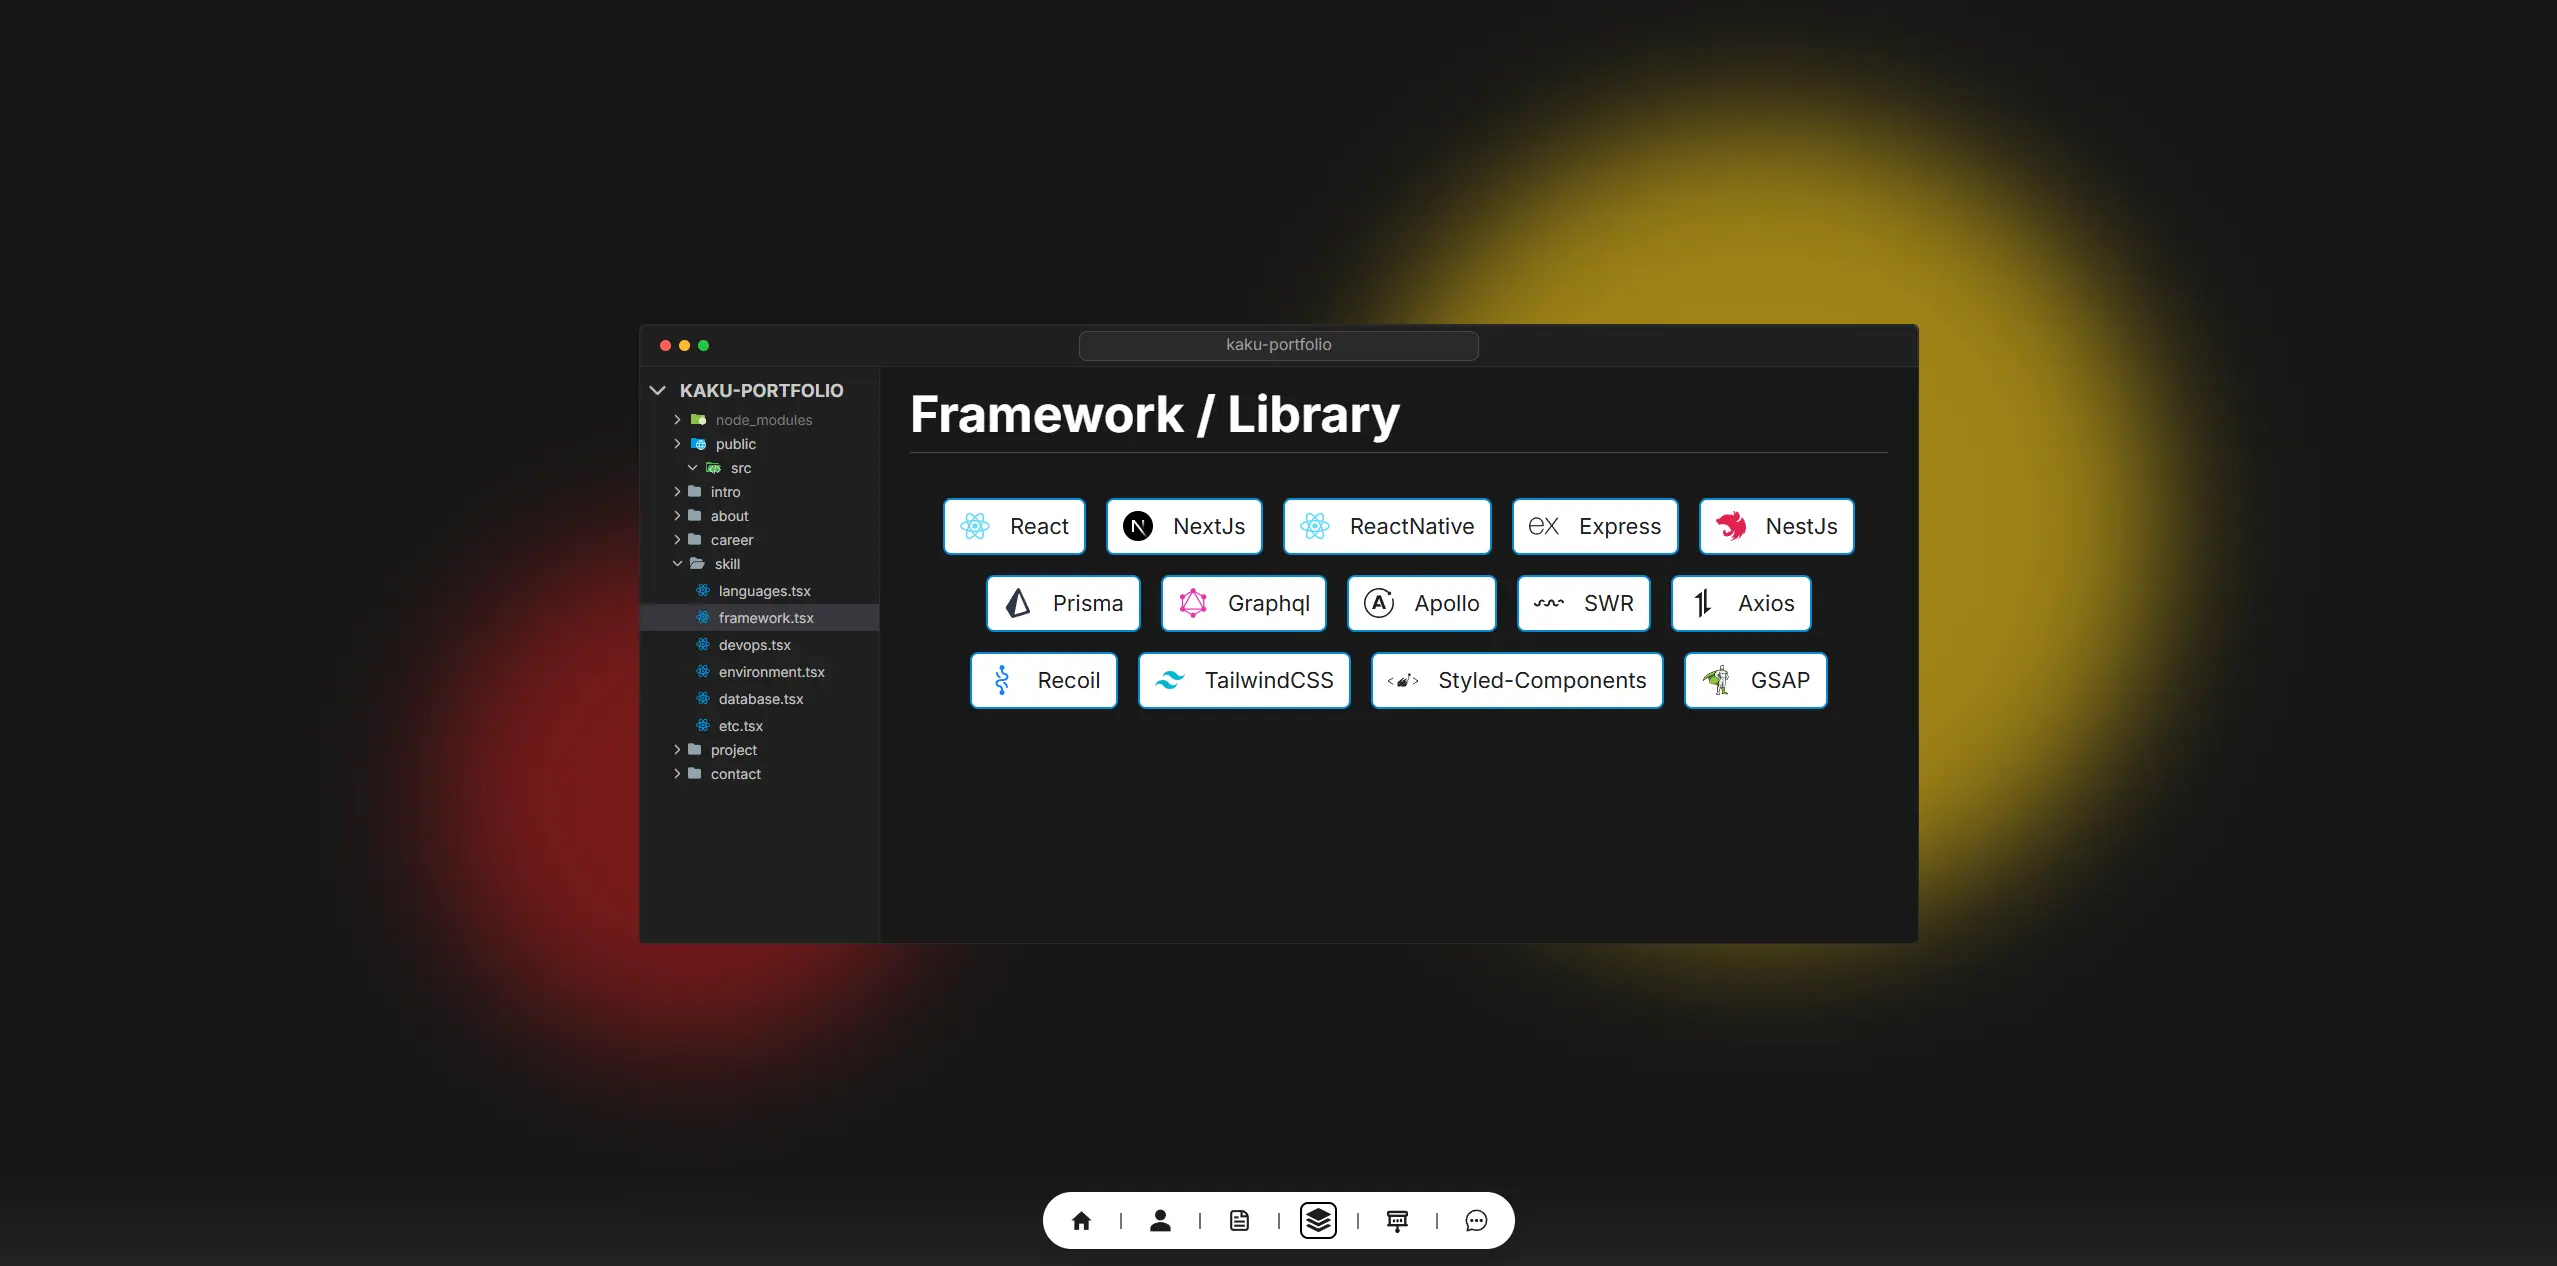 kaku-portfolio
KAKU-PORTFOLIO
node_modules
public
src
intro
about
career
skill
languages.tsx
framework.tsx
devops.tsx
environment.tsx
database.tsx
etc.tsx
project
contact
Framework / Library
React N NextJs ReactNative ex Express NestJs
Prisma Graphql A Apollo SWR Axios
Recoil TailwindCSS Styled-Components GSAP